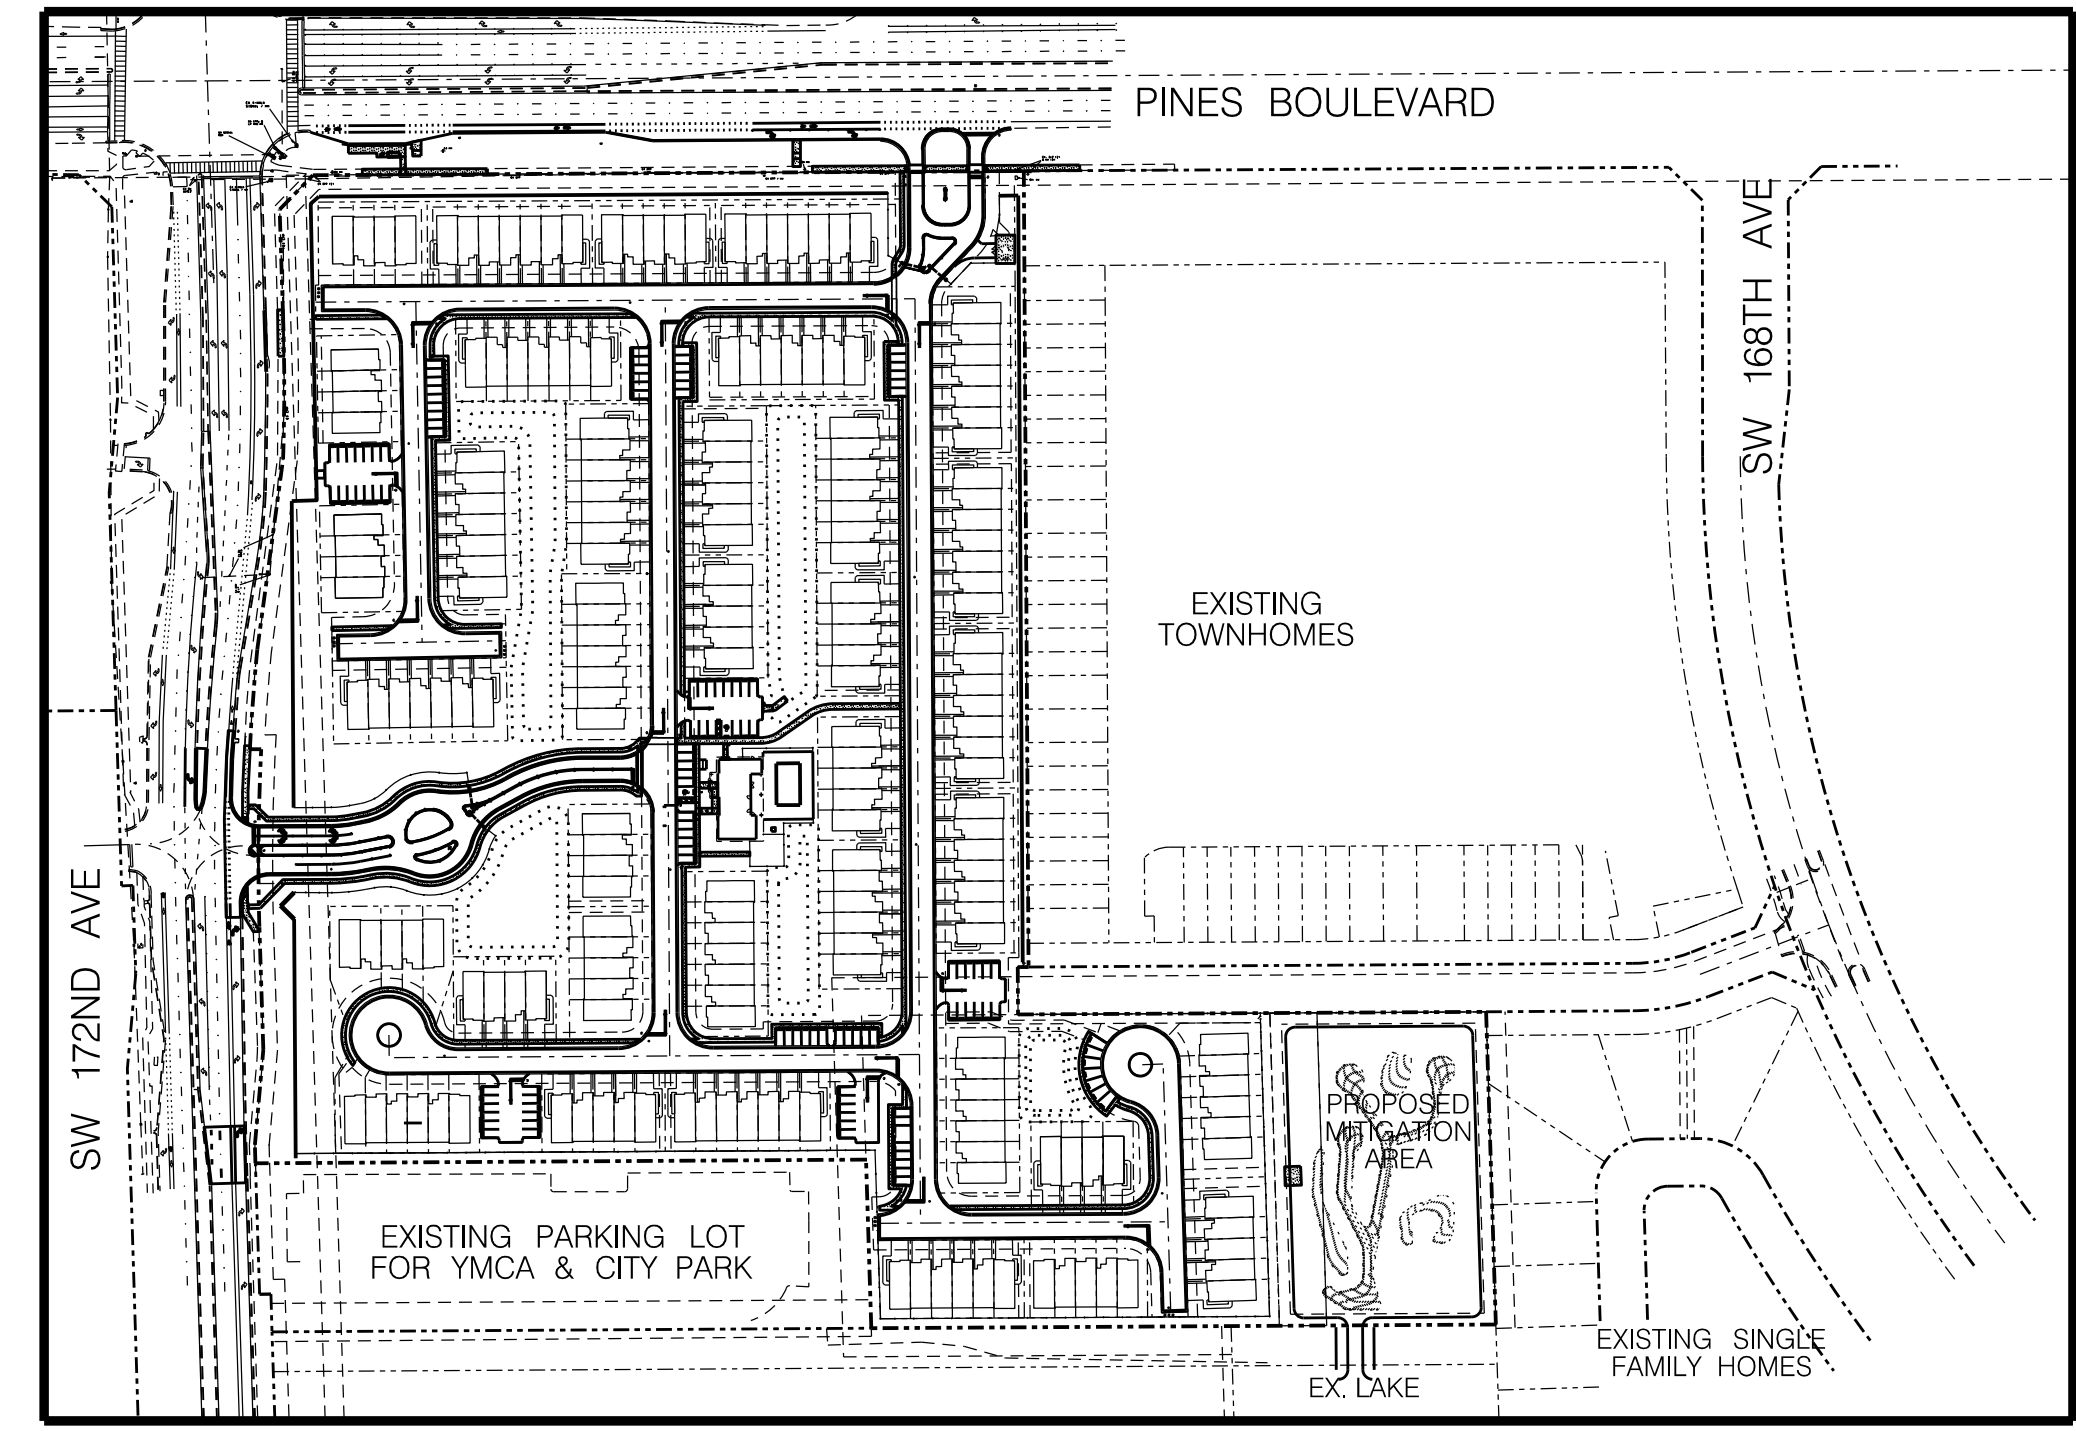 PINES BOULEVARD
SW 168TH AVE
EXISTING
TOWNHOMES
SW 172ND AVE
PROPOSED
MITIGATION
AREA
EXISTING PARKING LOT
FOR YMCA & CITY PARK
EXISTING SINGLE
FAMILY HOMES
EX. LAKE